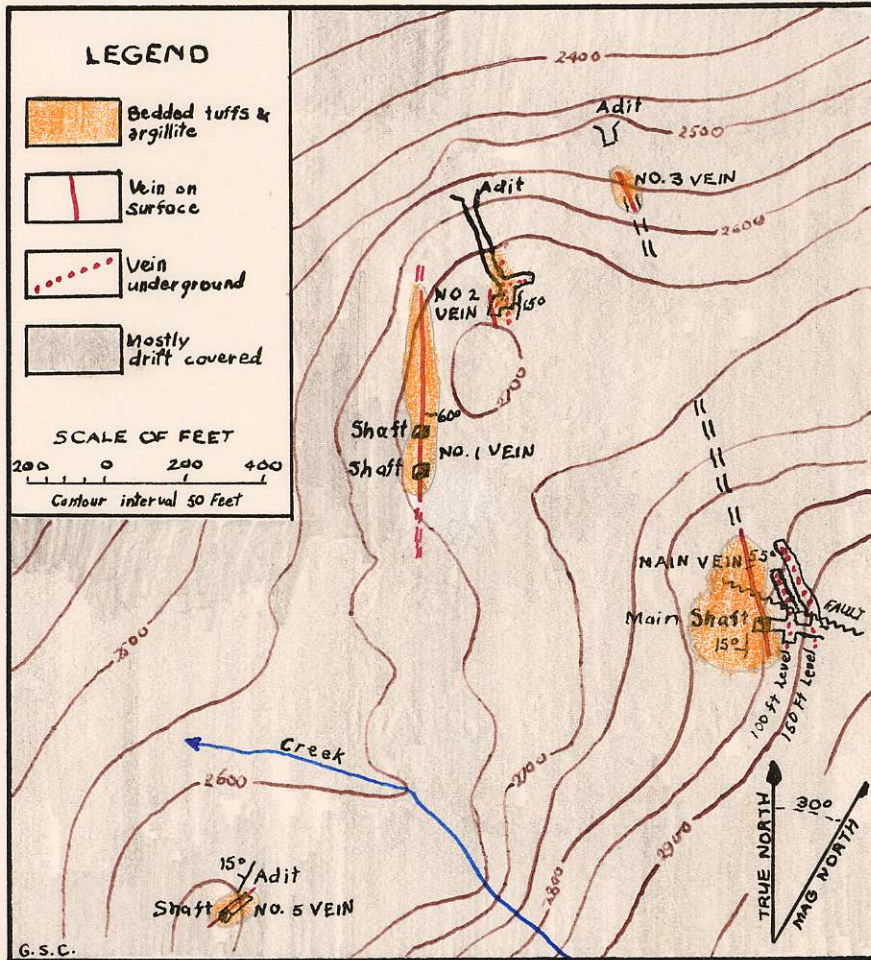 LEGEND
Bedded tuffs &
argillite
Vein on
surface
Vein
underground
Mostly
drift covered
SCALE OF FEET
200 0 200 400
Contour interval 50 Feet
2400
Adit
2500
NO. 3 VEIN
2600
Adit
NO 2
VEIN
15°
2700
60°
Shaft
Shaft
NO. 1 VEIN
MAIN VEIN
55°
Main Shaft
FAULT
15°
100 ft Level
150 Ft Level
2500
Creek
2600
2700
2800
2900
15°
Adit
Shaft
NO. 5 VEIN
TRUE NORTH
30°
MAG NORTH
G.S.C.